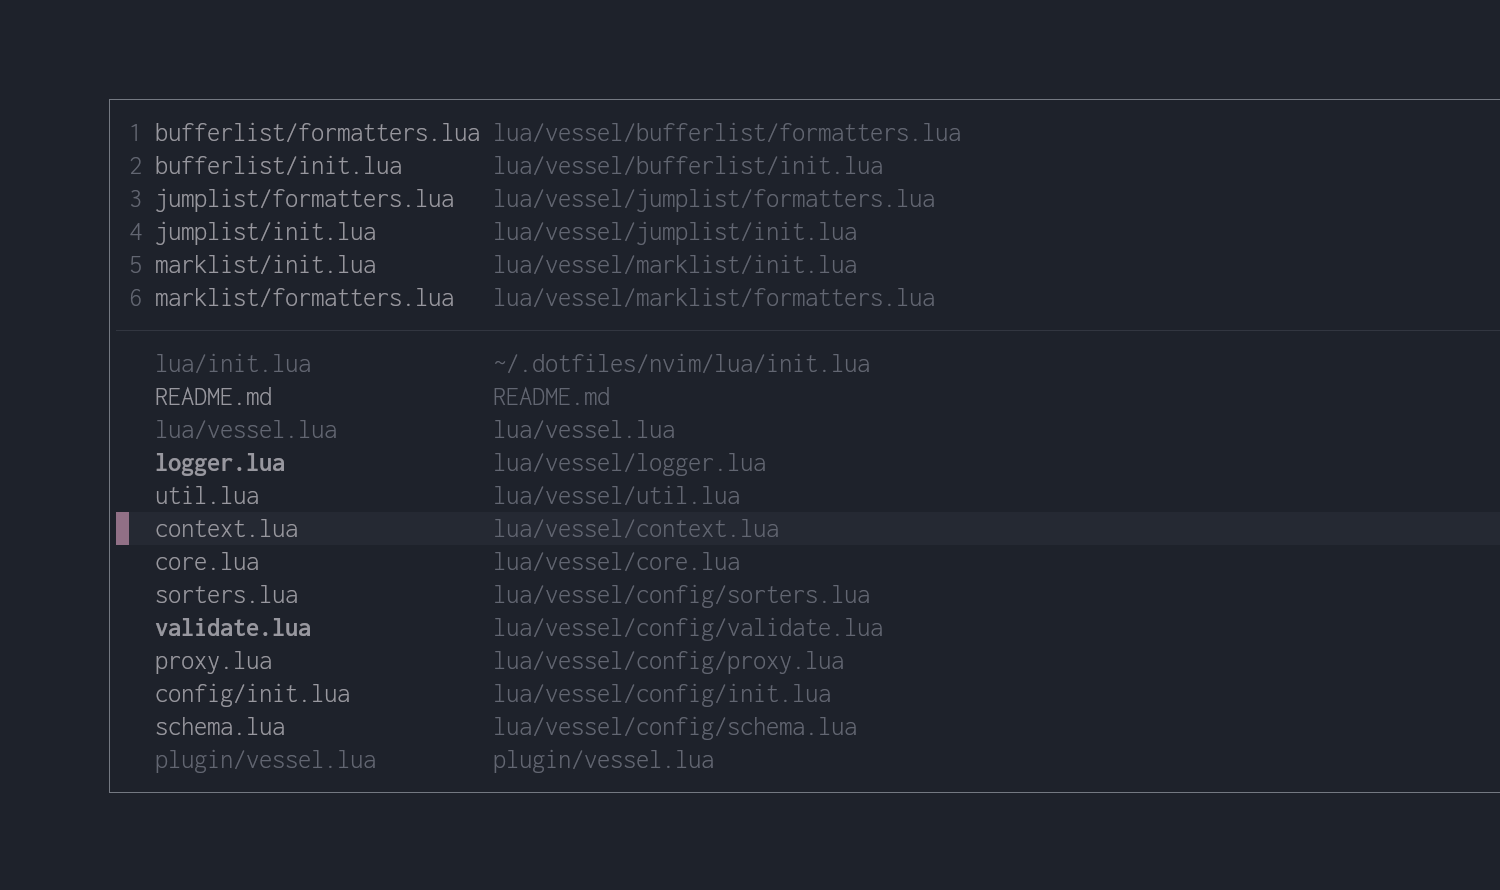 1 bufferlist/formatters.lua lua/vessel/bufferlist/formatters.lua
2 bufferlist/init.lua lua/vessel/bufferlist/init.lua
3 jumplist/formatters.lua lua/vessel/jumplist/formatters.lua
4 jumplist/init.lua lua/vessel/jumplist/init.lua
5 marklist/init.lua lua/vessel/marklist/init.lua
6 marklist/formatters.lua lua/vessel/marklist/formatters.lua
lua/init.lua ~/.dotfiles/nvim/lua/init.lua
README.md README.md
lua/vessel.lua lua/vessel.lua
logger.lua lua/vessel/logger.lua
util.lua lua/vessel/util.lua
context.lua lua/vessel/context.lua
core.lua lua/vessel/core.lua
sorters.lua lua/vessel/config/sorters.lua
validate.lua lua/vessel/config/validate.lua
proxy.lua lua/vessel/config/proxy.lua
config/init.lua lua/vessel/config/init.lua
schema.lua lua/vessel/config/schema.lua
plugin/vessel.lua plugin/vessel.lua